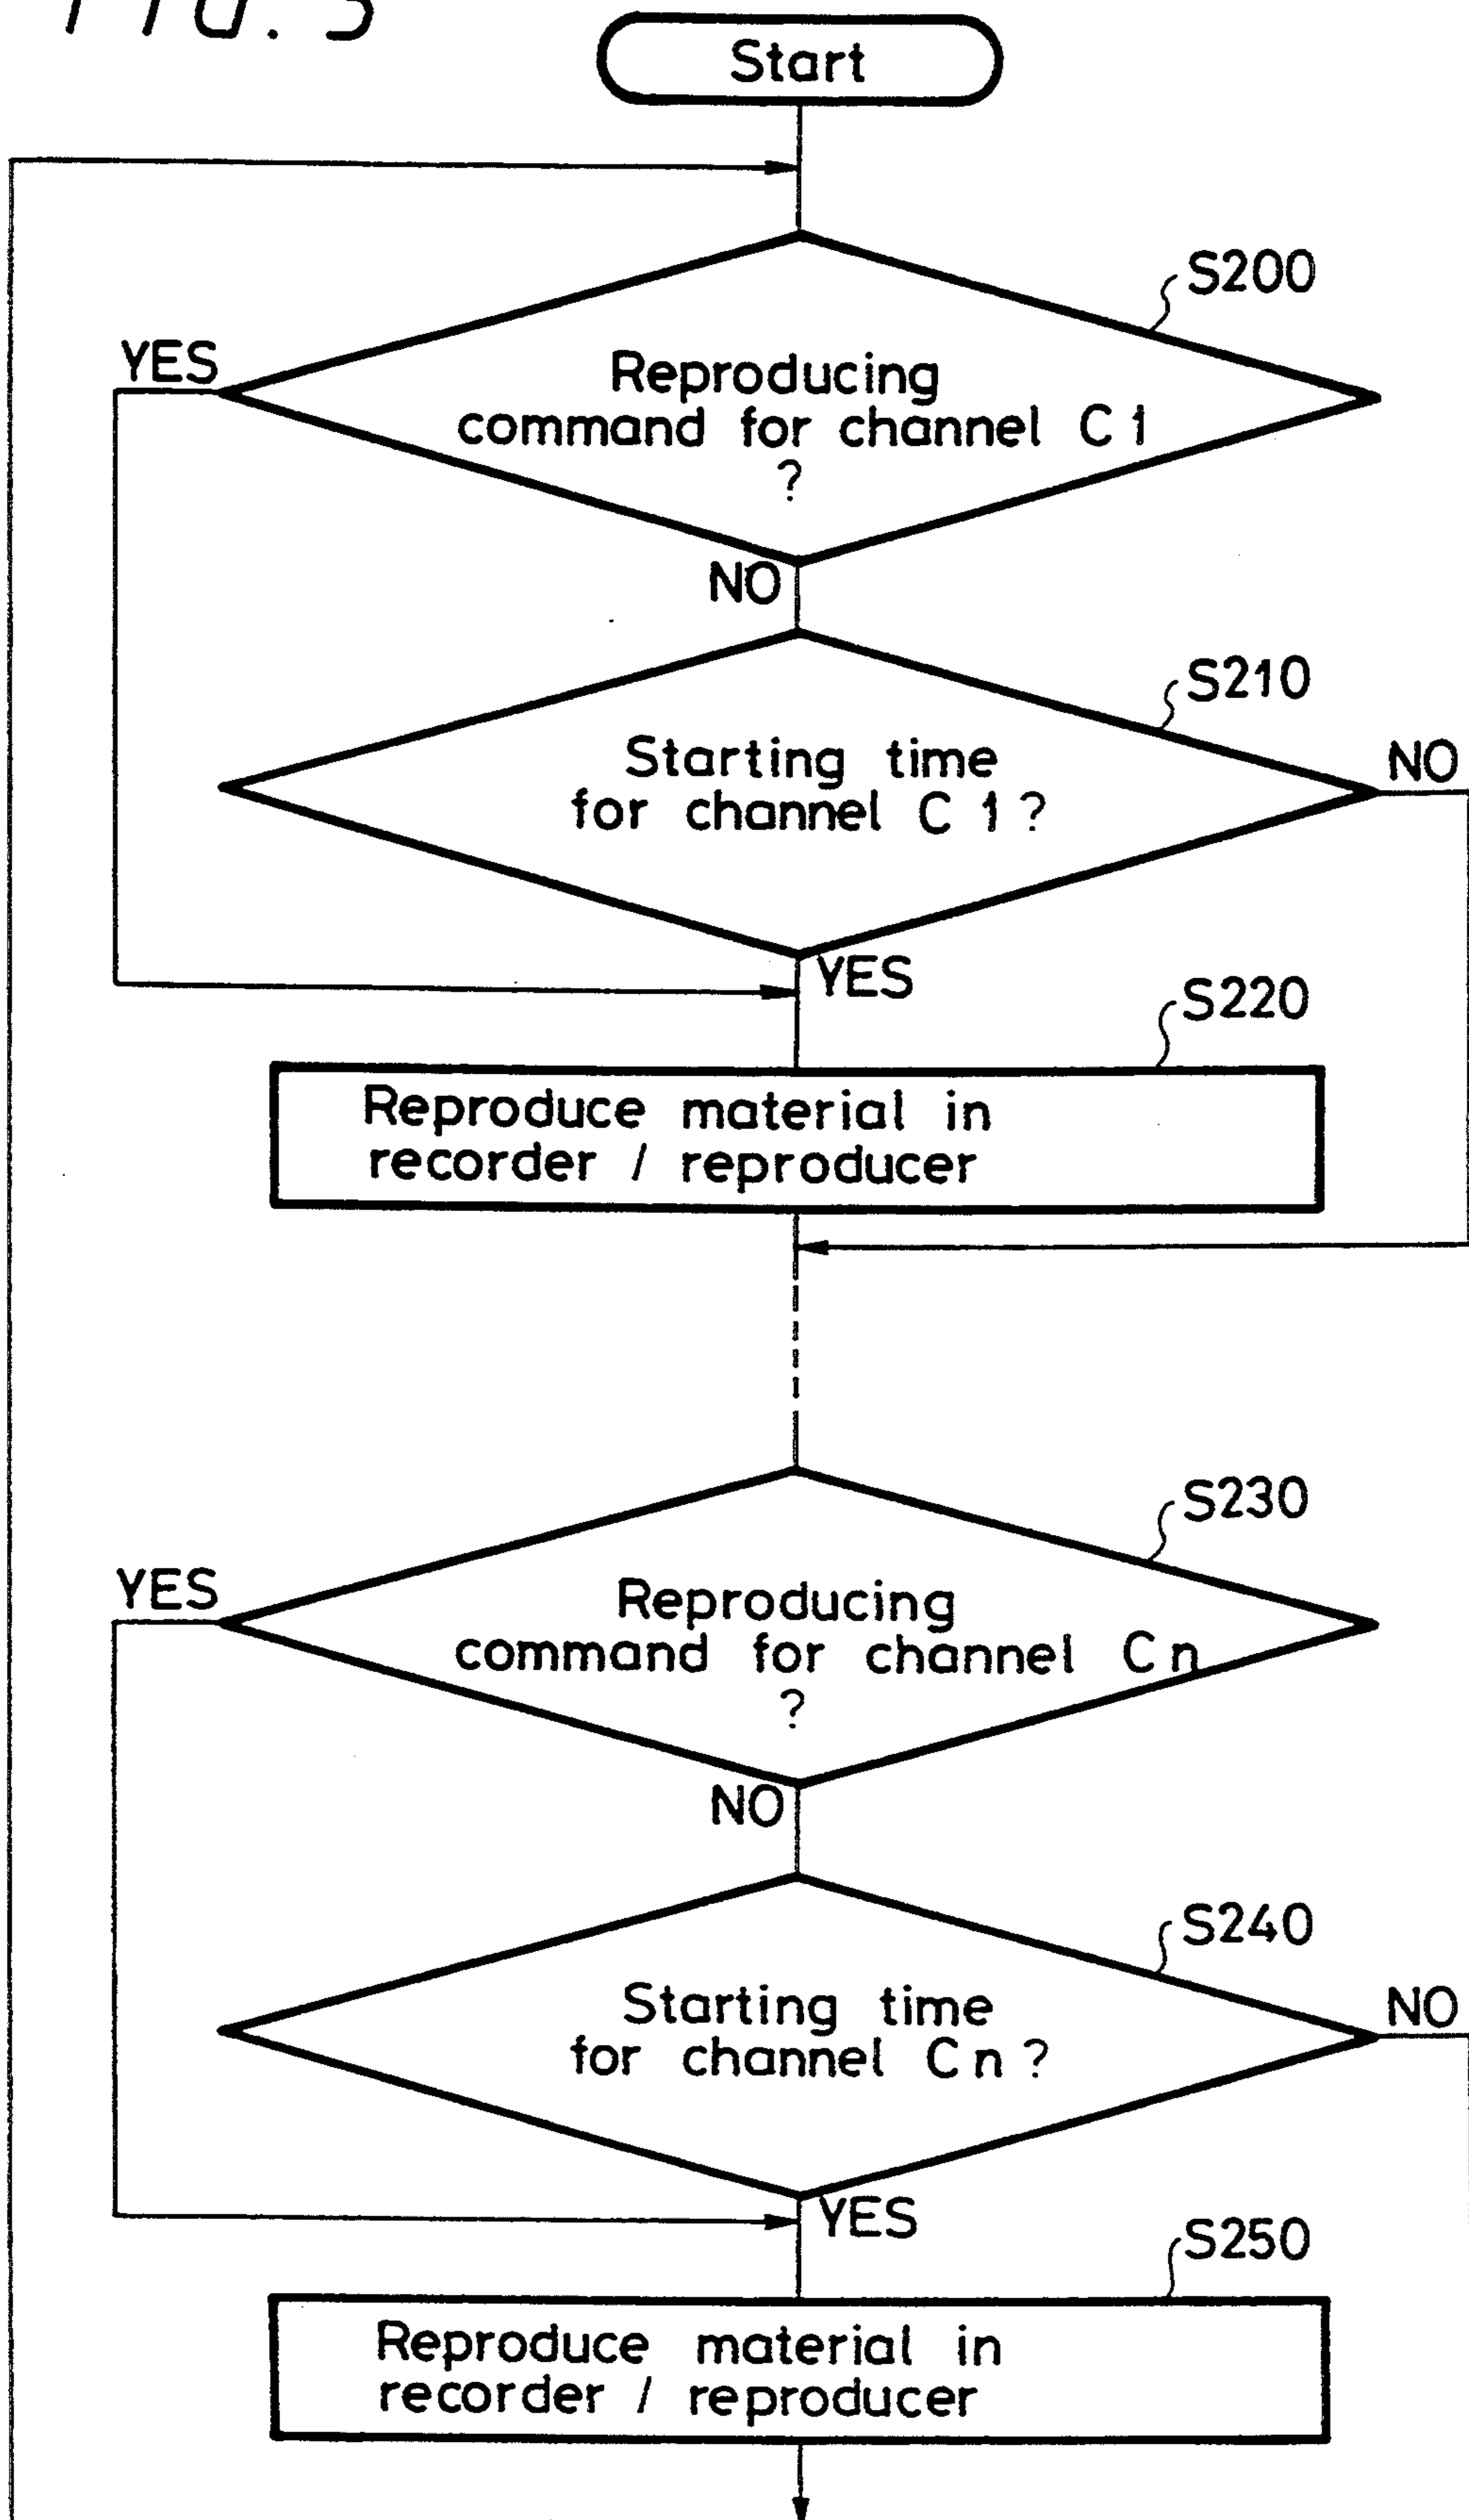 FIG. 5
Start
S200
YES
Reproducing
command for channel C1
?
NO
S210
Starting time
for channel C1?
NO
YES
S220
Reproduce material in
recorder / reproducer
S230
YES
Reproducing
command for channel Cn
?
NO
S240
Starting time
for channel Cn?
NO
YES
S250
Reproduce material in
recorder / reproducer